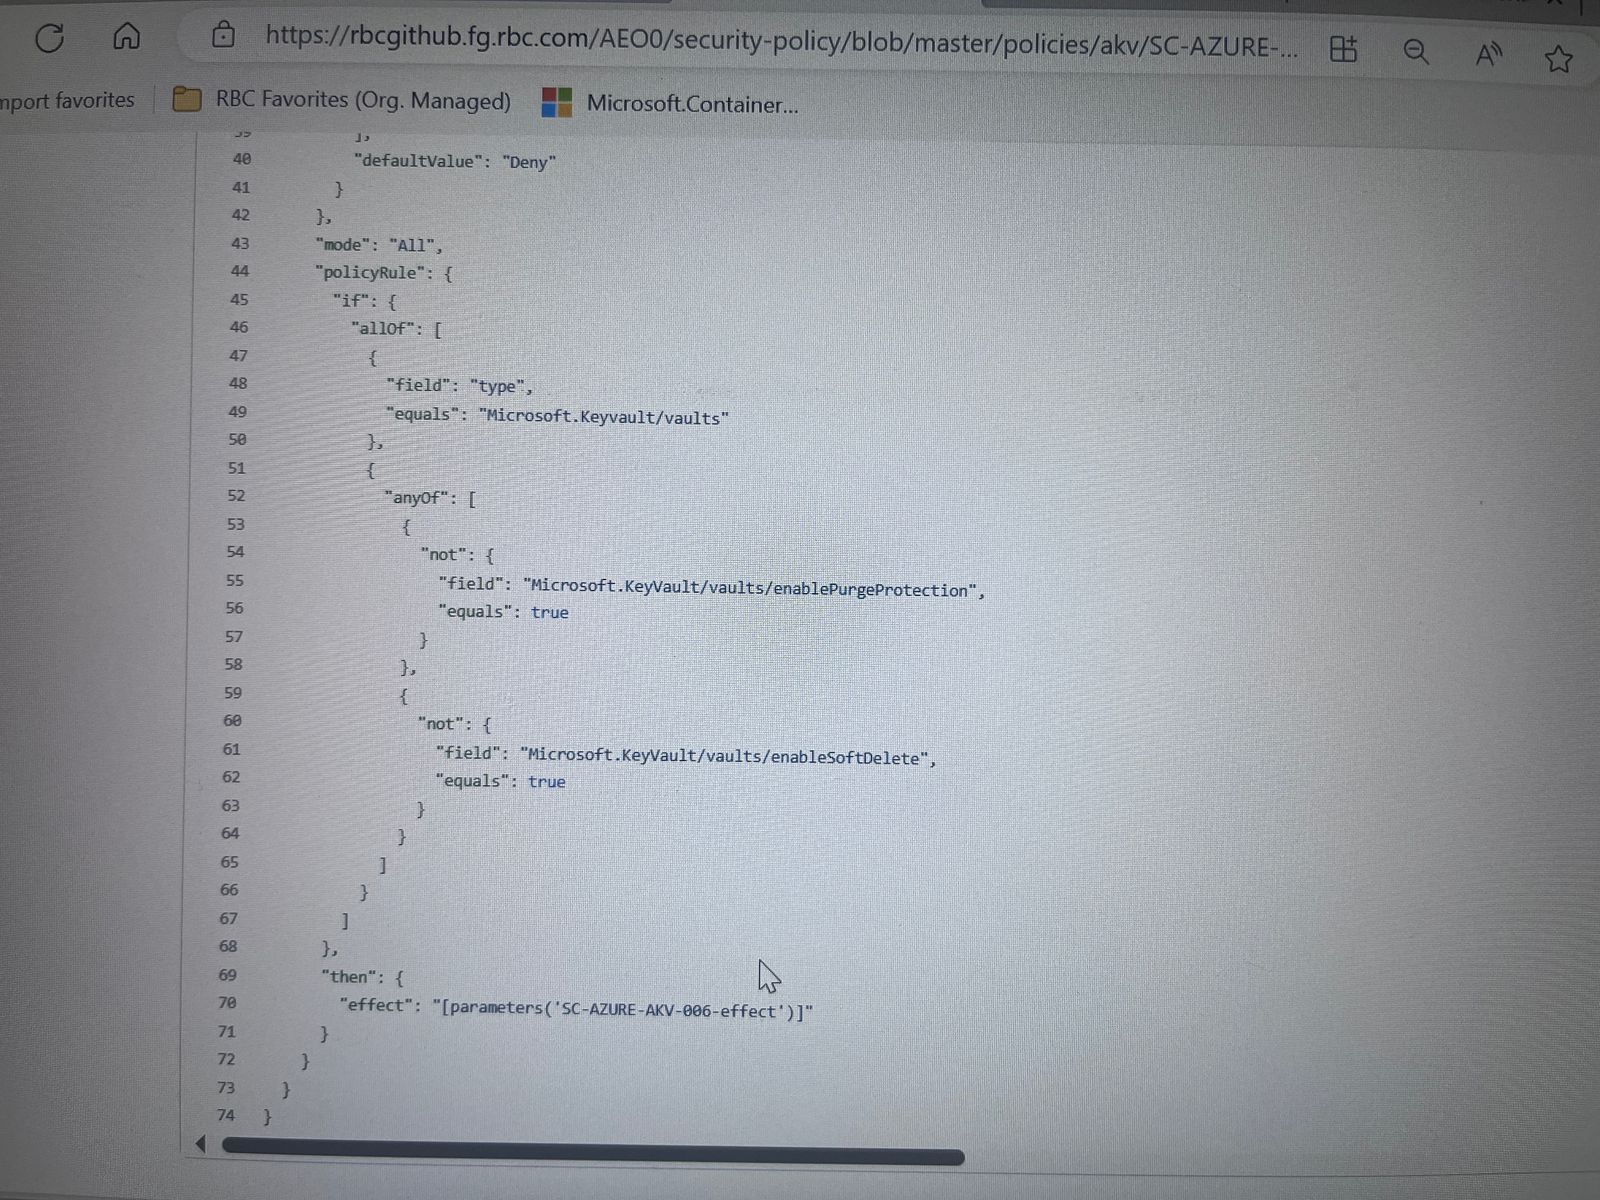 https://rbcgithub.fg.rbc.com/AEO0/security-policy/blob/master/policies/akv/SC-AZURE-...
mport favorites
RBC Favorites (Org. Managed)
Microsoft.Container...
39 ],
40 "defaultValue": "Deny"
41 }
42 },
43 "mode": "All",
44 "policyRule": {
45 "if": {
46 "allOf": [
47 {
48 "field": "type",
49 "equals": "Microsoft.Keyvault/vaults"
50 },
51 {
52 "anyOf": [
53 {
54 "not": {
55 "field": "Microsoft.KeyVault/vaults/enablePurgeProtection",
56 "equals": true
57 }
58 },
59 {
60 "not": {
61 "field": "Microsoft.KeyVault/vaults/enableSoftDelete",
62 "equals": true
63 }
64 }
65 ]
66 }
67 ]
68 },
69 "then": {
70 "effect": "[parameters('SC-AZURE-AKV-006-effect')]"
71 }
72 }
73 }
74 }